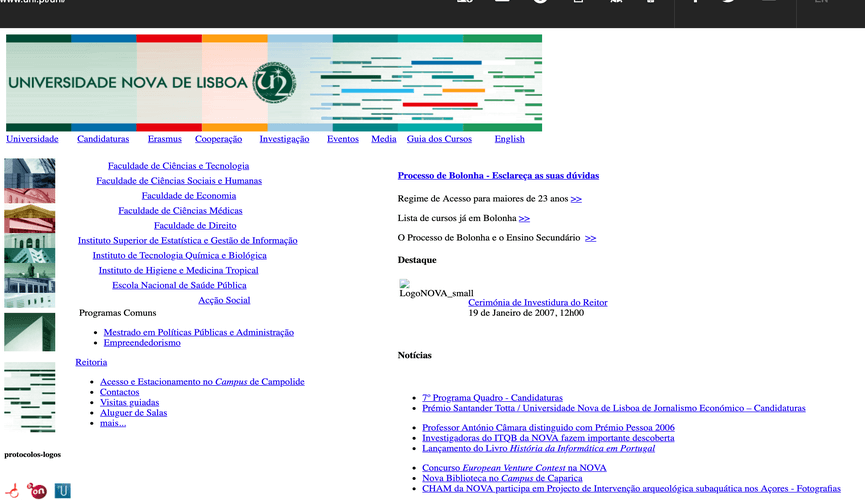 www.unl.pt/unl/
EN
UNIVERSIDADE NOVA DE LISBOA
Universidade Candidaturas Erasmus Cooperação Investigação Eventos Media Guia dos Cursos English
Faculdade de Ciências e Tecnologia
Faculdade de Ciências Sociais e Humanas
Faculdade de Economia
Faculdade de Ciências Médicas
Faculdade de Direito
Instituto Superior de Estatística e Gestão de Informação
Instituto de Tecnologia Química e Biológica
Instituto de Higiene e Medicina Tropical
Escola Nacional de Saúde Pública
Acção Social
Programas Comuns
Mestrado em Políticas Públicas e Administração
Empreendedorismo
Reitoria
Acesso e Estacionamento no Campus de Campolide
Contactos
Visitas guiadas
Aluguer de Salas
mais...
protocolos-logos
Processo de Bolonha - Esclareça as suas dúvidas
Regime de Acesso para maiores de 23 anos >>
Lista de cursos já em Bolonha >>
O Processo de Bolonha e o Ensino Secundário >>
Destaque
LogoNOVA_small
Cerimónia de Investidura do Reitor
19 de Janeiro de 2007, 12h00
Notícias
7º Programa Quadro - Candidaturas
Prémio Santander Totta / Universidade Nova de Lisboa de Jornalismo Económico – Candidaturas
Professor António Câmara distinguido com Prémio Pessoa 2006
Investigadoras do ITQB da NOVA fazem importante descoberta
Lançamento do Livro História da Informática em Portugal
Concurso European Venture Contest na NOVA
Nova Biblioteca no Campus de Caparica
CHAM da NOVA participa em Projecto de Intervenção arqueológica subaquática nos Açores - Fotografias